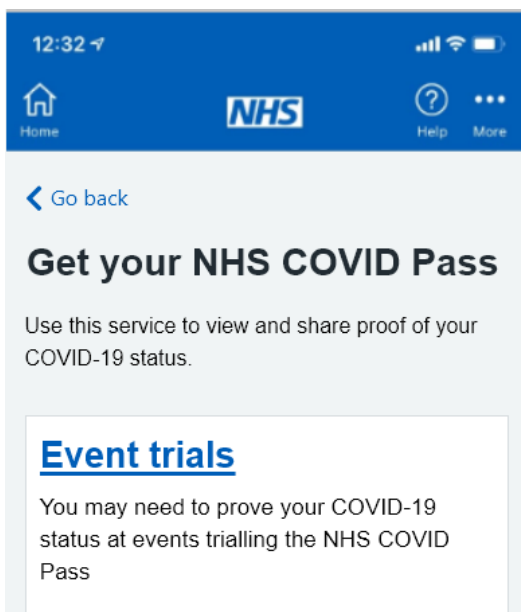 12:32
NHS
Home
Help
More
Go back
Get your NHS COVID Pass
Use this service to view and share proof of your
COVID-19 status.
Event trials
You may need to prove your COVID-19
status at events trialling the NHS COVID
Pass